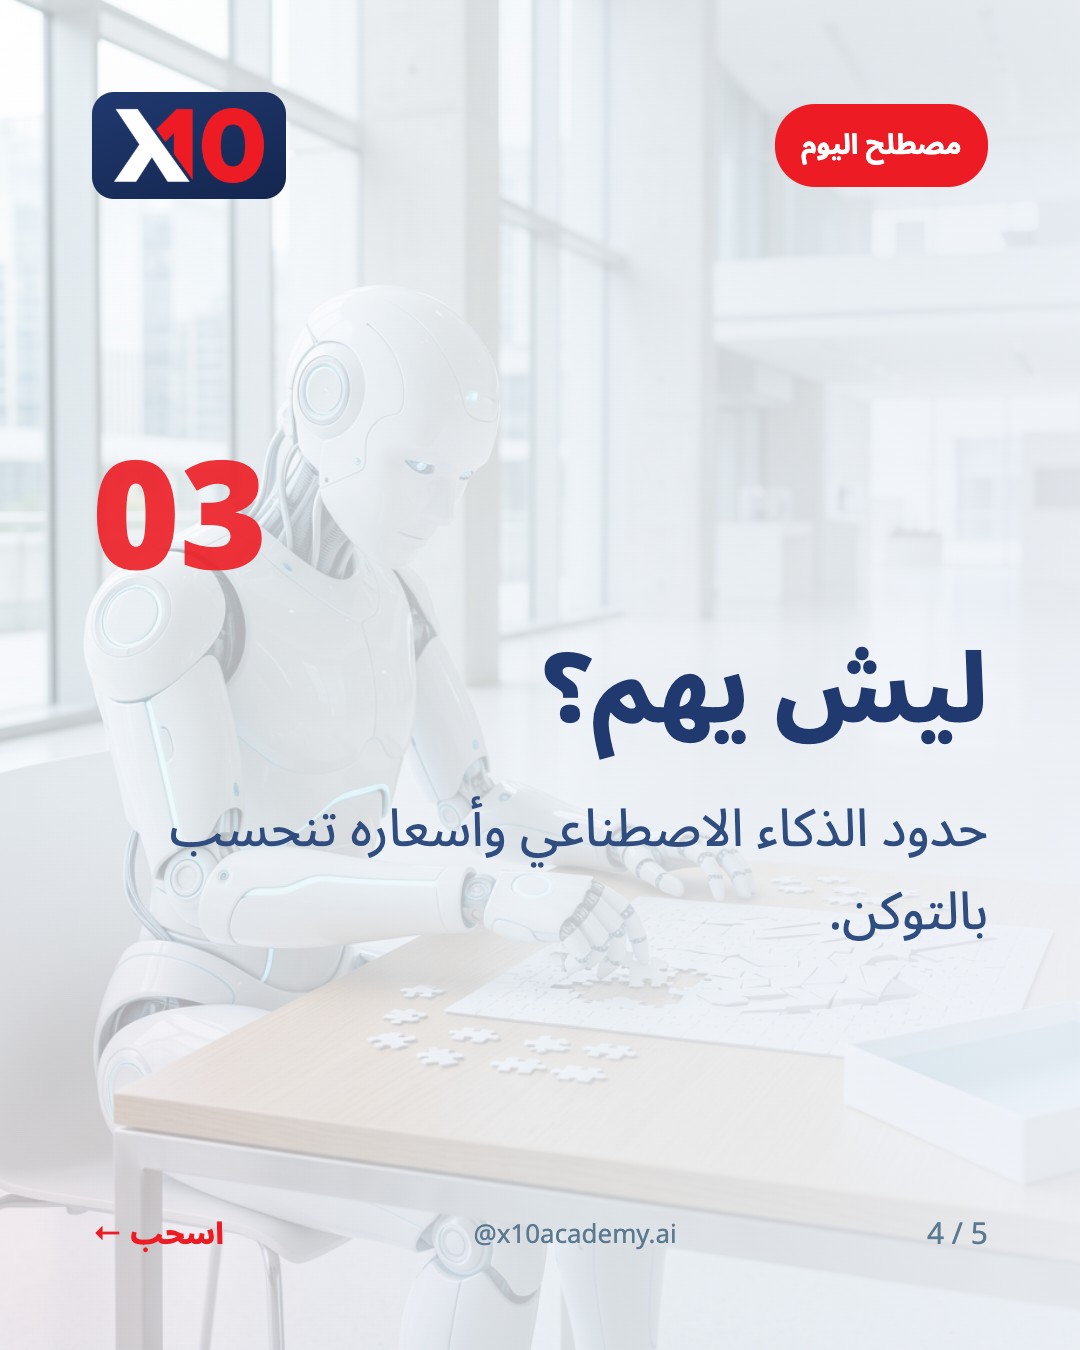 X10
مصطلح اليوم
03
ليش يهم؟
حدود الذكاء الاصطناعي وأسعاره تنحسب
بالتوكن.
اسحب ←
@x10academy.ai
4 / 5